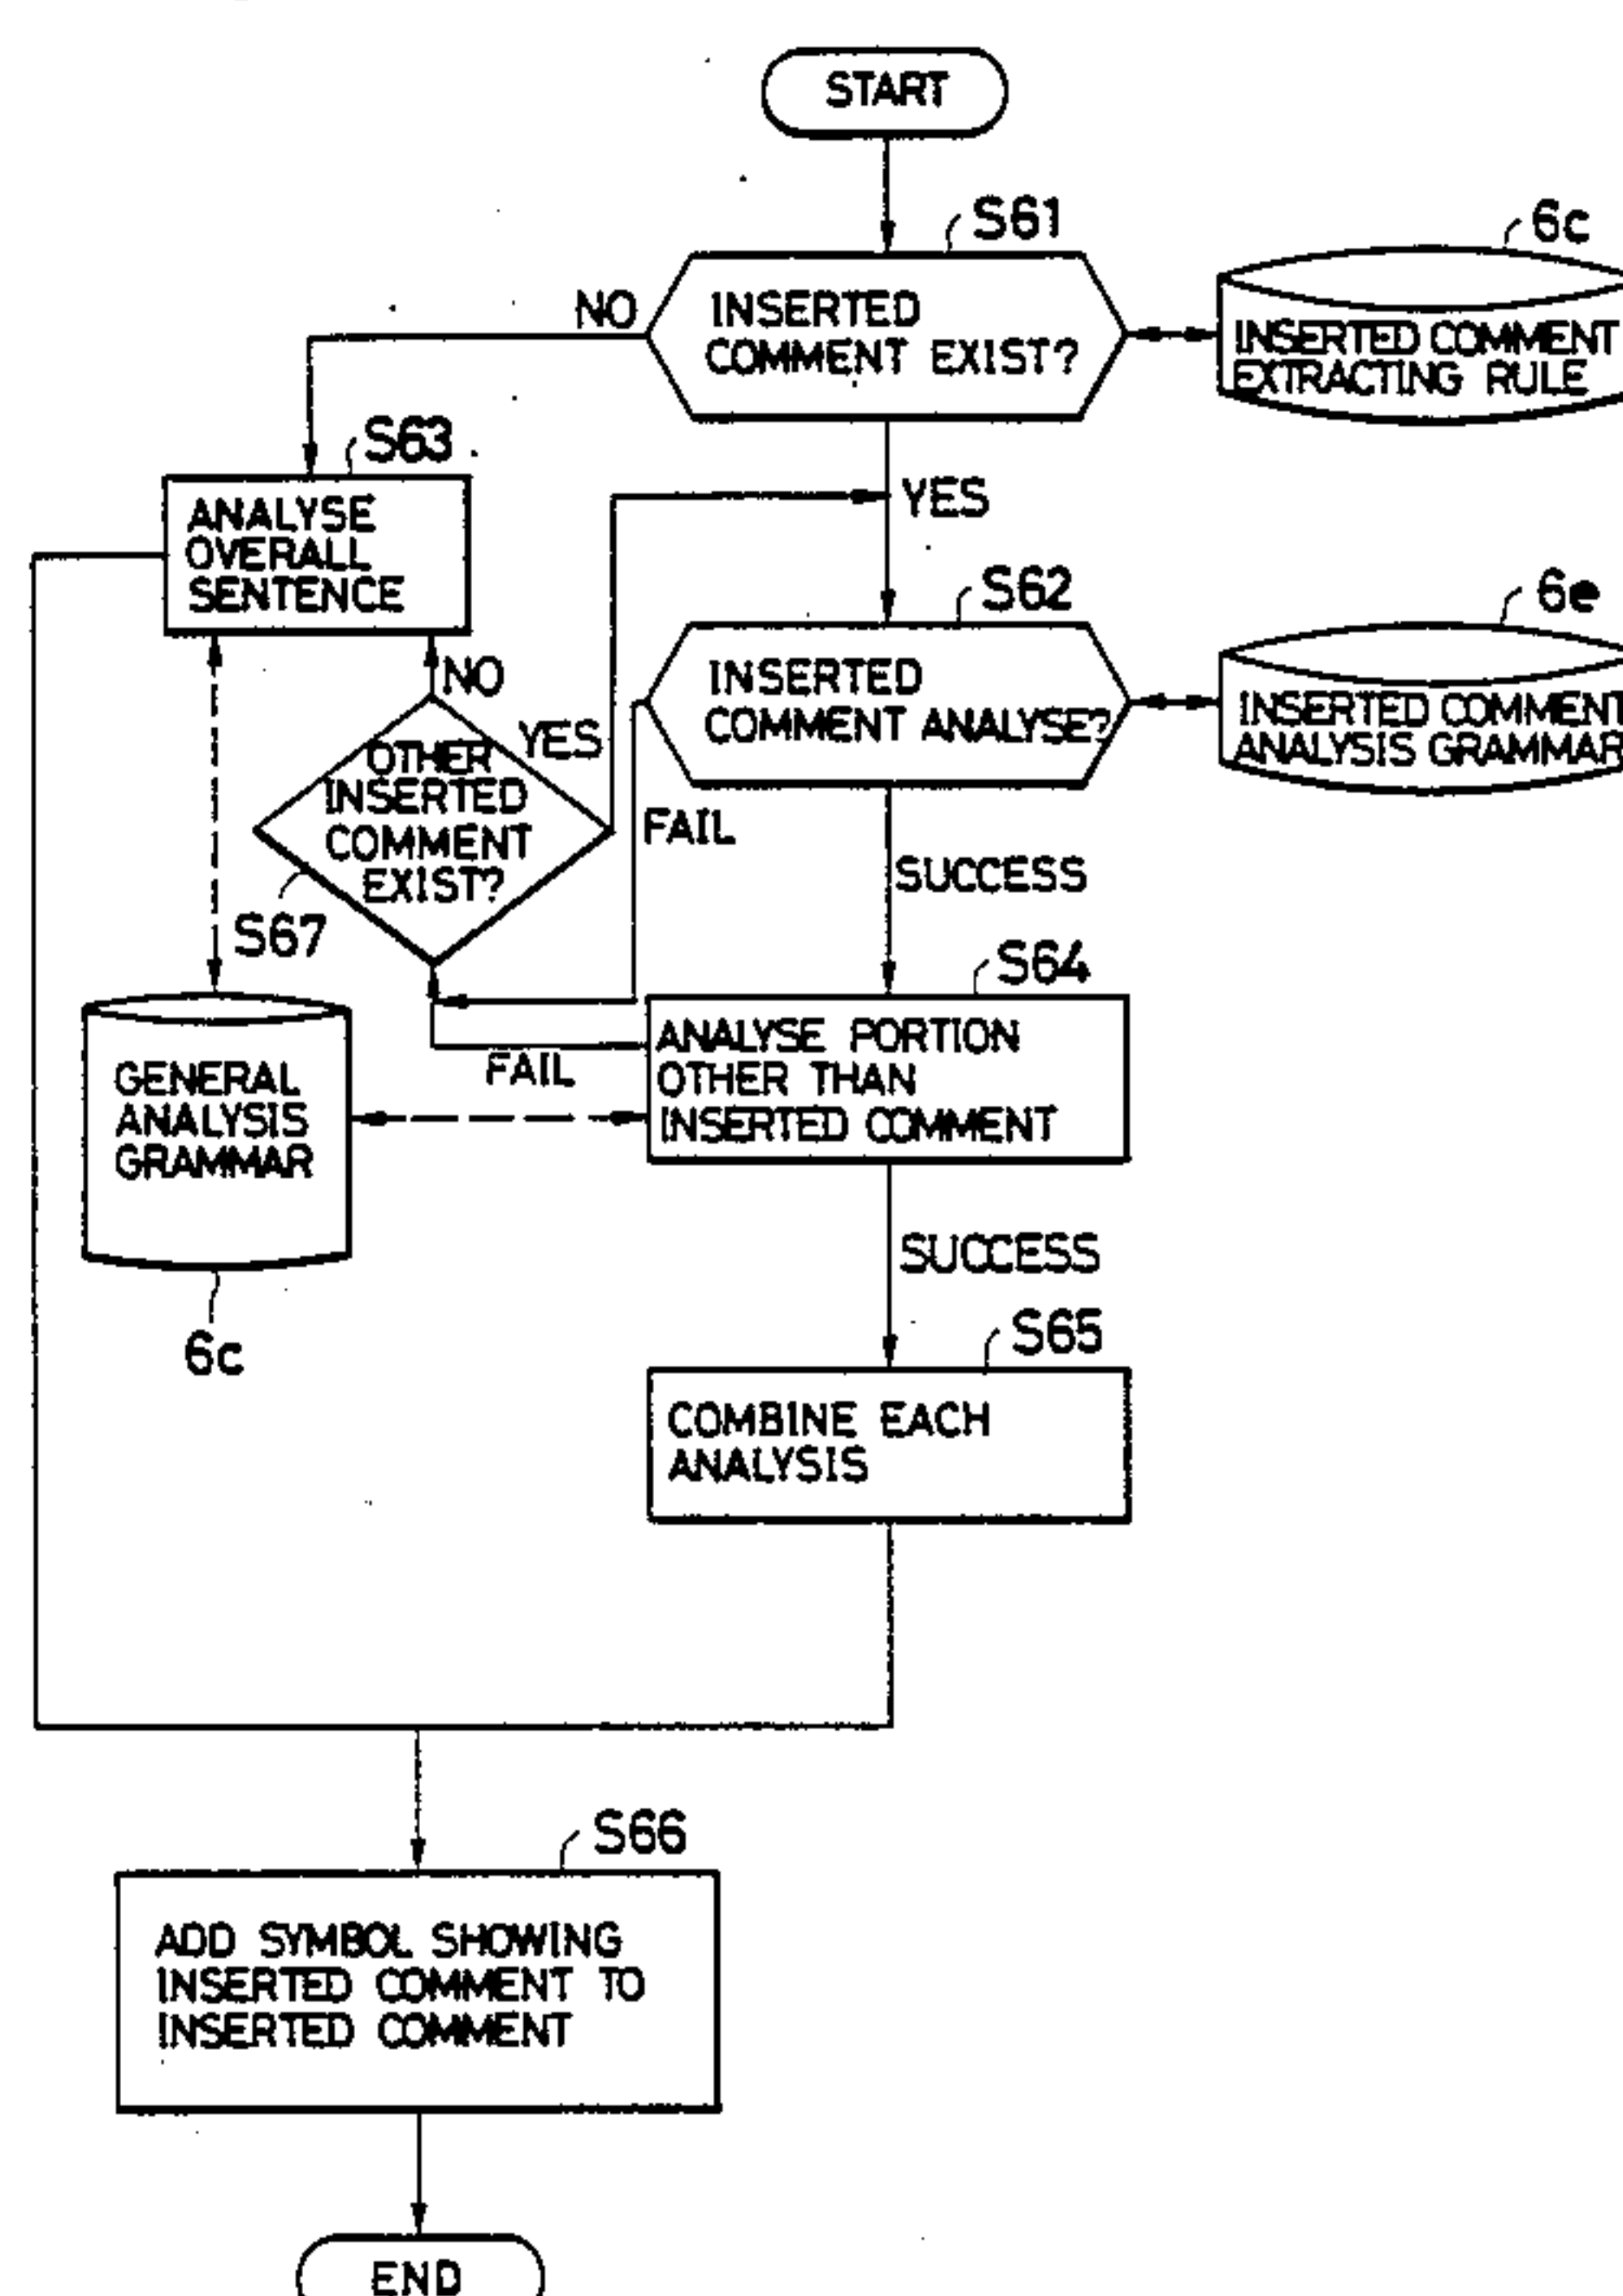 START
S61
6c
NO
INSERTED
COMMENT EXIST?
INSERTED COMMENT
EXTRACTING RULE
S63
YES
ANALYSE
OVERALL
SENTENCE
S62
6e
NO
INSERTED
COMMENT ANALYSE?
INSERTED COMMENT
ANALYSIS GRAMMAR
YES
OTHER
INSERTED
COMMENT
EXIST?
FAIL
SUCCESS
S67
S64
ANALYSE PORTION
OTHER THAN
INSERTED COMMENT
FAIL
GENERAL
ANALYSIS
GRAMMAR
SUCCESS
6c
S65
COMBINE EACH
ANALYSIS
S66
ADD SYMBOL SHOWING
INSERTED COMMENT TO
INSERTED COMMENT
END